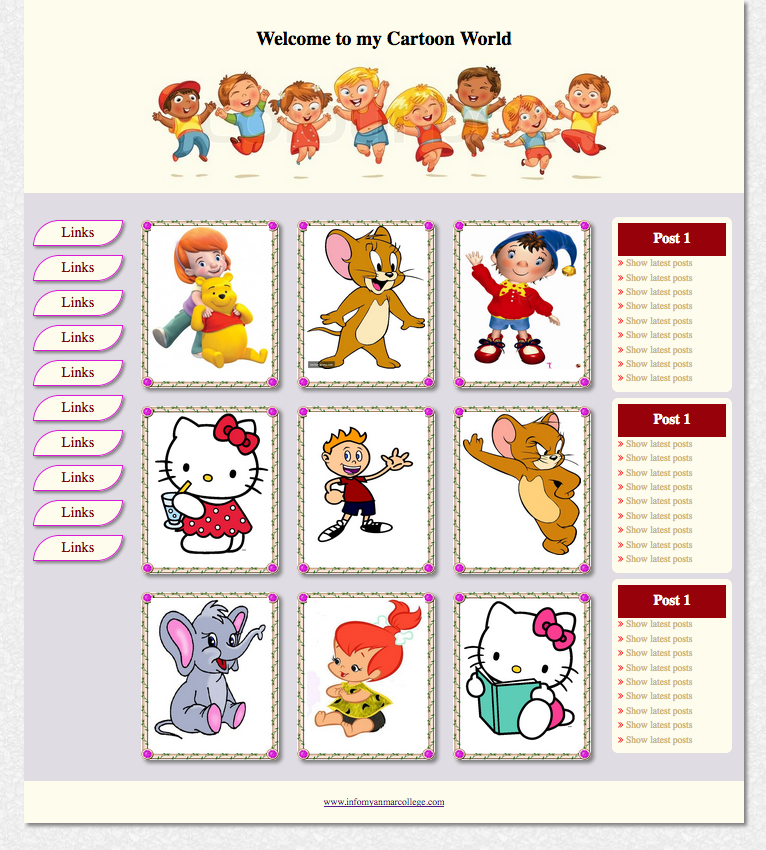 Welcome to my Cartoon World
Links
Links
Links
Links
Links
Links
Links
Links
Links
Links
Post 1
» Show latest posts
» Show latest posts
» Show latest posts
» Show latest posts
» Show latest posts
» Show latest posts
» Show latest posts
» Show latest posts
» Show latest posts
Post 1
» Show latest posts
» Show latest posts
» Show latest posts
» Show latest posts
» Show latest posts
» Show latest posts
» Show latest posts
» Show latest posts
» Show latest posts
Post 1
» Show latest posts
» Show latest posts
» Show latest posts
» Show latest posts
» Show latest posts
» Show latest posts
» Show latest posts
» Show latest posts
» Show latest posts
www.infomyanmarcollege.com